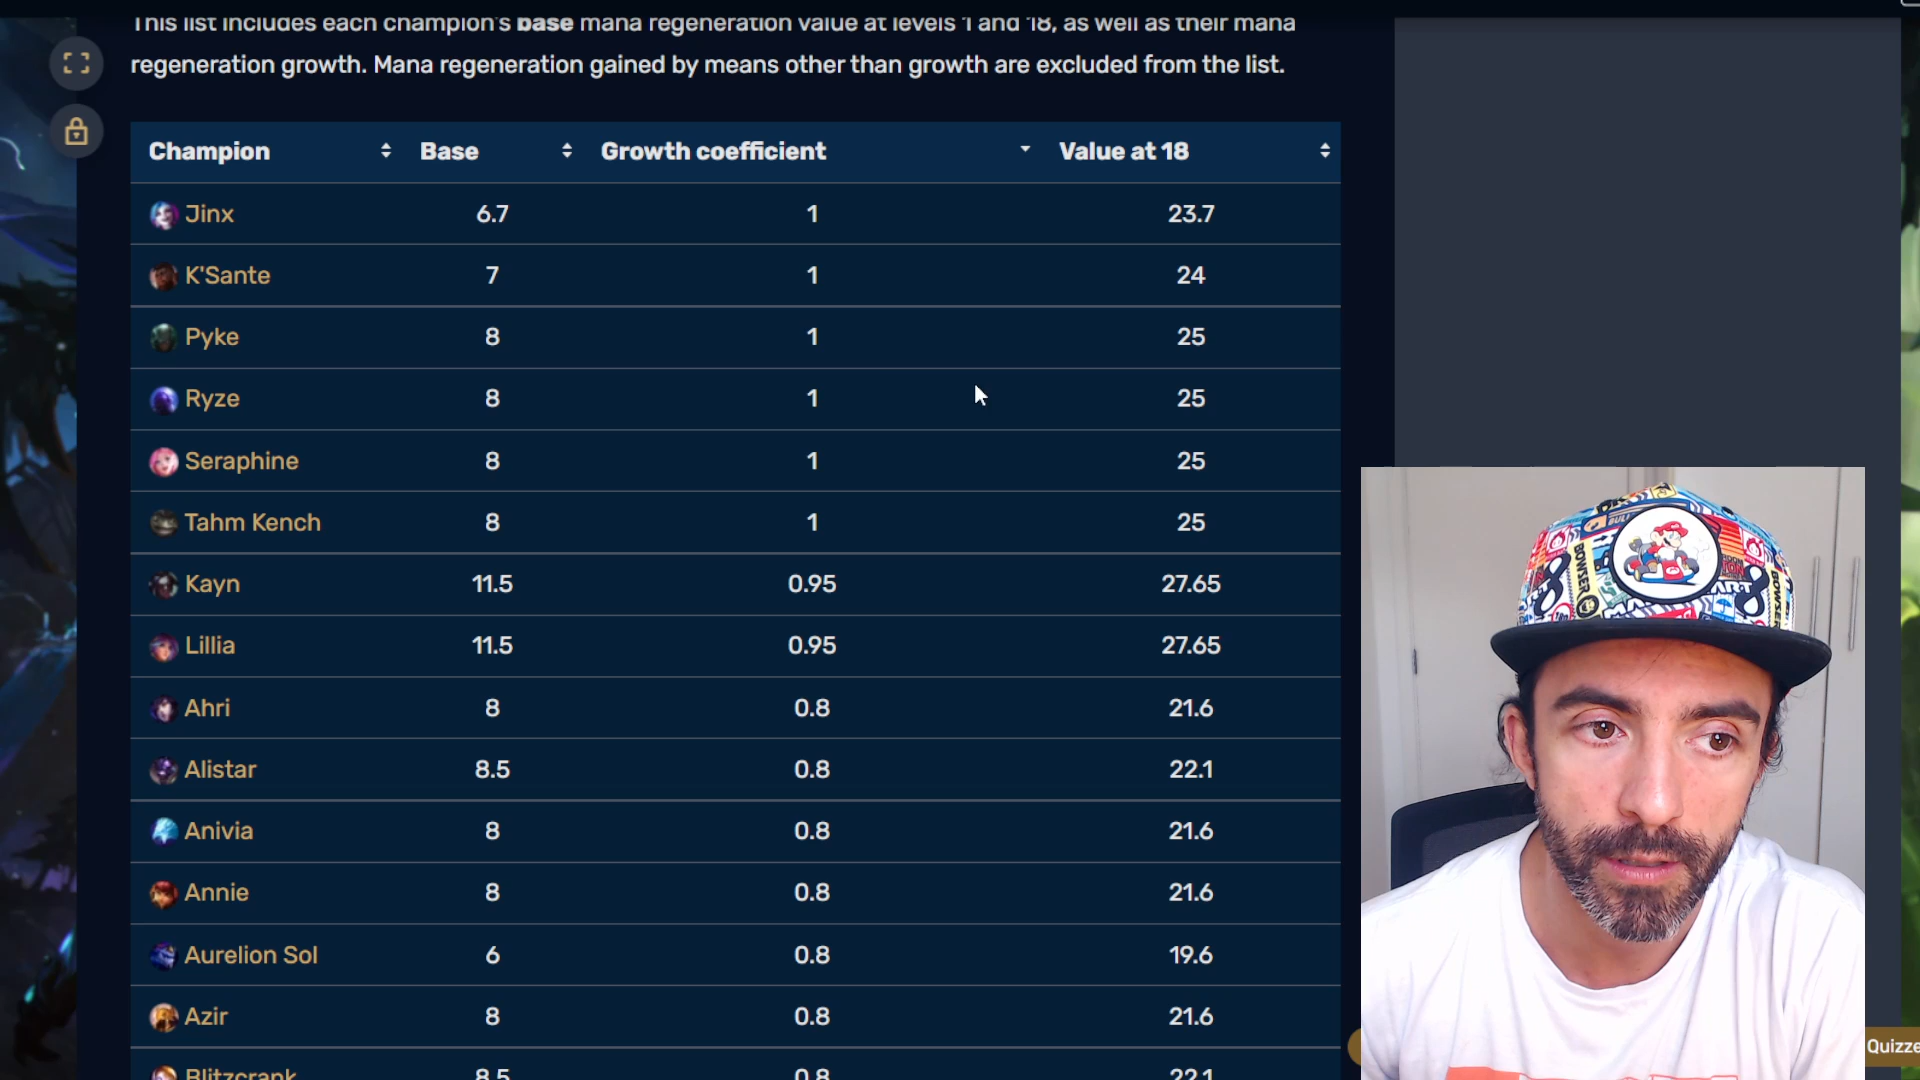 This list includes each champion's base mana regeneration value at levels 1 and 18, as well as their mana
regeneration growth. Mana regeneration gained by means other than growth are excluded from the list.
Champion Base Growth coefficient Value at 18
Jinx 6.7 1 23.7
K'Sante 7 1 24
Pyke 8 1 25
Ryze 8 1 25
Seraphine 8 1 25
Tahm Kench 8 1 25
Kayn 11.5 0.95 27.65
Lillia 11.5 0.95 27.65
Ahri 8 0.8 21.6
Alistar 8.5 0.8 22.1
Anivia 8 0.8 21.6
Annie 8 0.8 21.6
Aurelion Sol 6 0.8 19.6
Azir 8 0.8 21.6
Blitzcrank 8.5 0.8 22.1
Quizze
BOWSER